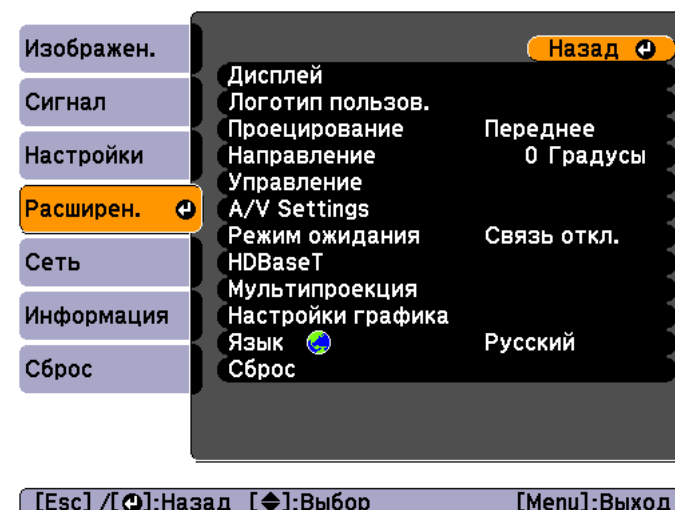 Изображен.
Сигнал
Настройки
Расширен.
Сеть
Информация
Сброс
Назад
Дисплей
Логотип пользов.
Проецирование Переднее
Направление 0 Градусы
Управление
A/V Settings
Режим ожидания Связь откл.
HDBaseT
Мультипроекция
Настройки графика
Язык Русский
Сброс
[Esc] /[ ]:Назад [ ]:Выбор [Menu]:Выход